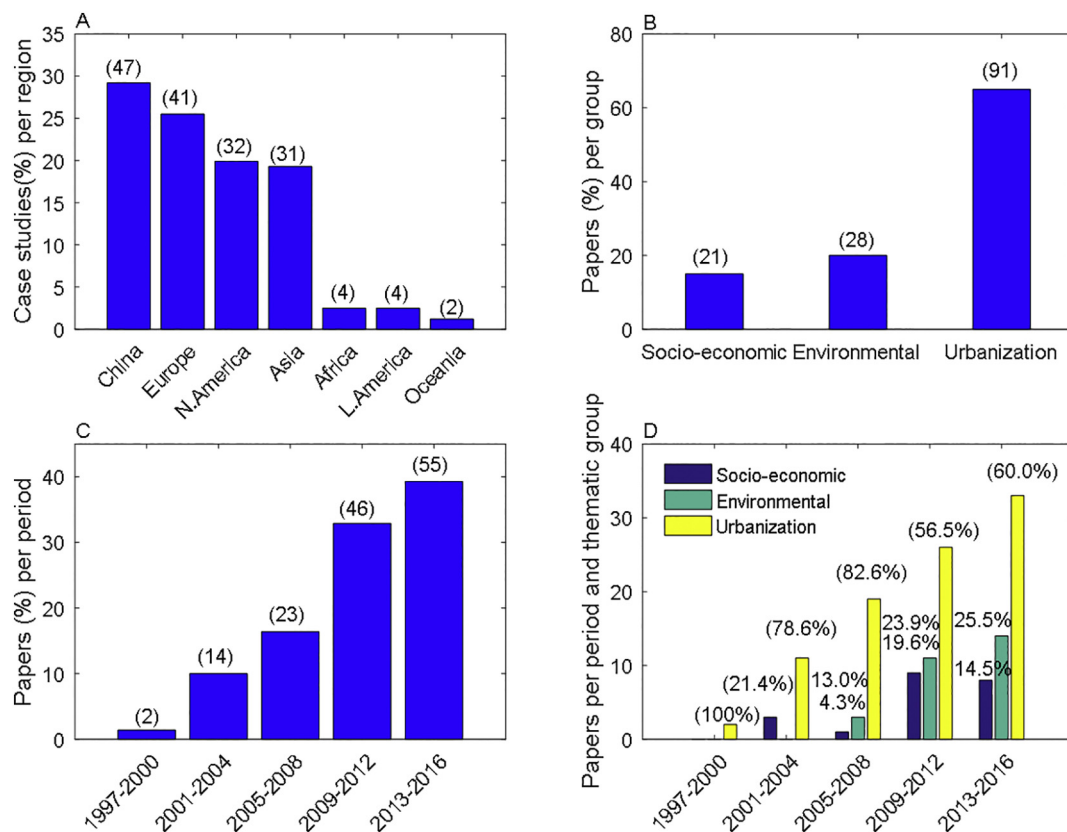 A
Case studies(%) per region
35
30
25
20
15
10
5
0
(47)
(41)
(32)
(31)
(4)
(4)
(2)
China
Europe
N.America
Asia
Africa
L.America
Oceania
B
Papers (%) per group
80
60
40
20
0
(21)
(28)
(91)
Socio-economic
Environmental
Urbanization
C
Papers (%) per period
40
30
20
10
0
(2)
(14)
(23)
(46)
(55)
1997-2000
2001-2004
2005-2008
2009-2012
2013-2016
D
Papers per period and thematic group
40
30
20
10
0
Socio-economic
Environmental
Urbanization
(100%)
(21.4%)
(78.6%)
13.0%
4.3%
(82.6%)
23.9%
19.6%
(56.5%)
25.5%
14.5%
(60.0%)
1997-2000
2001-2004
2005-2008
2009-2012
2013-2016